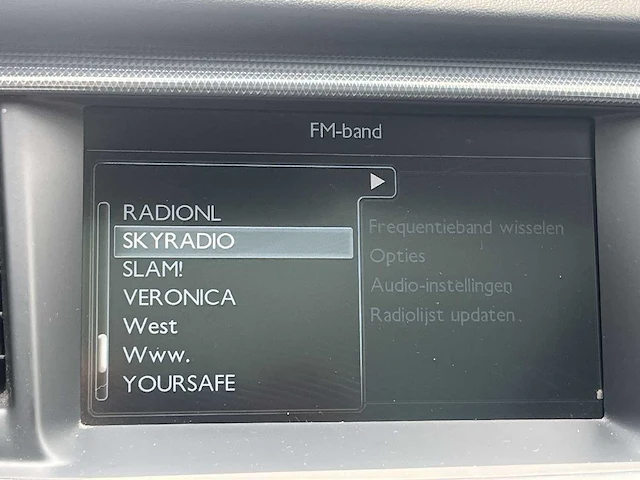 FM-band
RADIONL
SKYRADIO
SLAM!
VERONICA
West
Www.
YOURSAFE
Frequentieband wisselen
Opties
Audio-instellingen
Radiolijst updaten